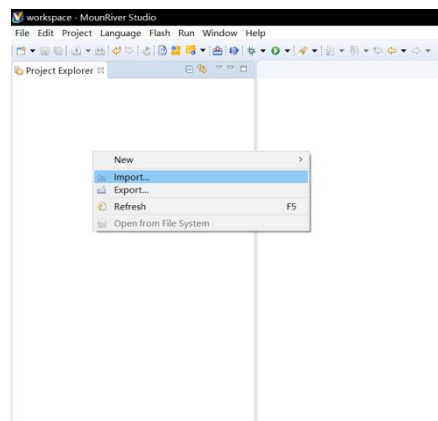 workspace - MounRiver Studio
File Edit Project Language Flash Run Window Help
Project Explorer
New
Import...
Export...
Refresh F5
Open from File System